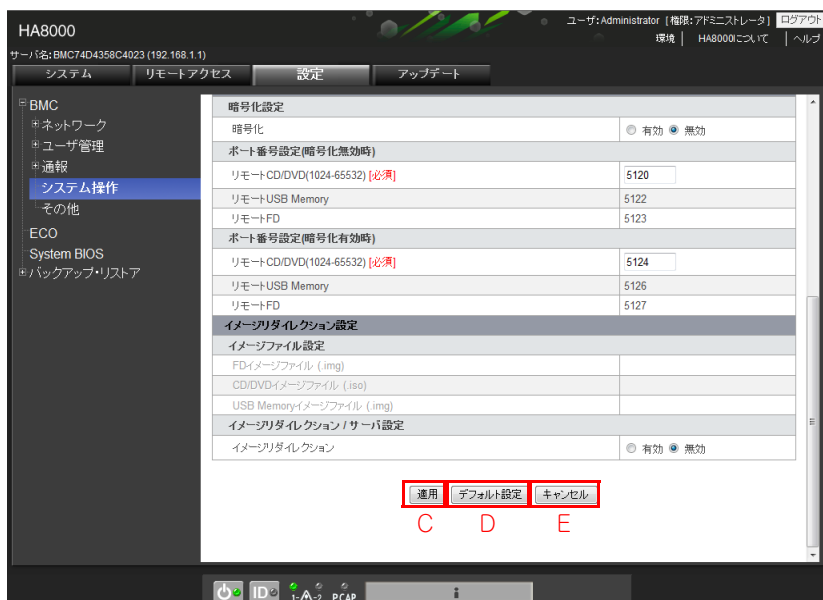 HA8000
ユーザ:Administrator [権限:アドミニストレータ] ログアウト
環境 | HA8000について | ヘルプ
サーバ名:BMC74D4358C4023 (192.168.1.1)
システム リモートアクセス 設定 アップデート
BMC
ネットワーク
ユーザ管理
通報
システム操作
その他
ECO
System BIOS
バックアップ・リストア
暗号化設定
暗号化 有効 無効
ポート番号設定(暗号化無効時)
リモートCD/DVD(1024-65532) [必須] 5120
リモートUSB Memory 5122
リモートFD 5123
ポート番号設定(暗号化有効時)
リモートCD/DVD(1024-65532) [必須] 5124
リモートUSB Memory 5126
リモートFD 5127
イメージリダイレクション設定
イメージファイル設定
FDイメージファイル (.img)
CD/DVDイメージファイル (.iso)
USB Memoryイメージファイル (.img)
イメージリダイレクション / サーバ設定
イメージリダイレクション 有効 無効
適用 デフォルト設定 キャンセル
C D E
ID 1-⚠-2 PCAP i